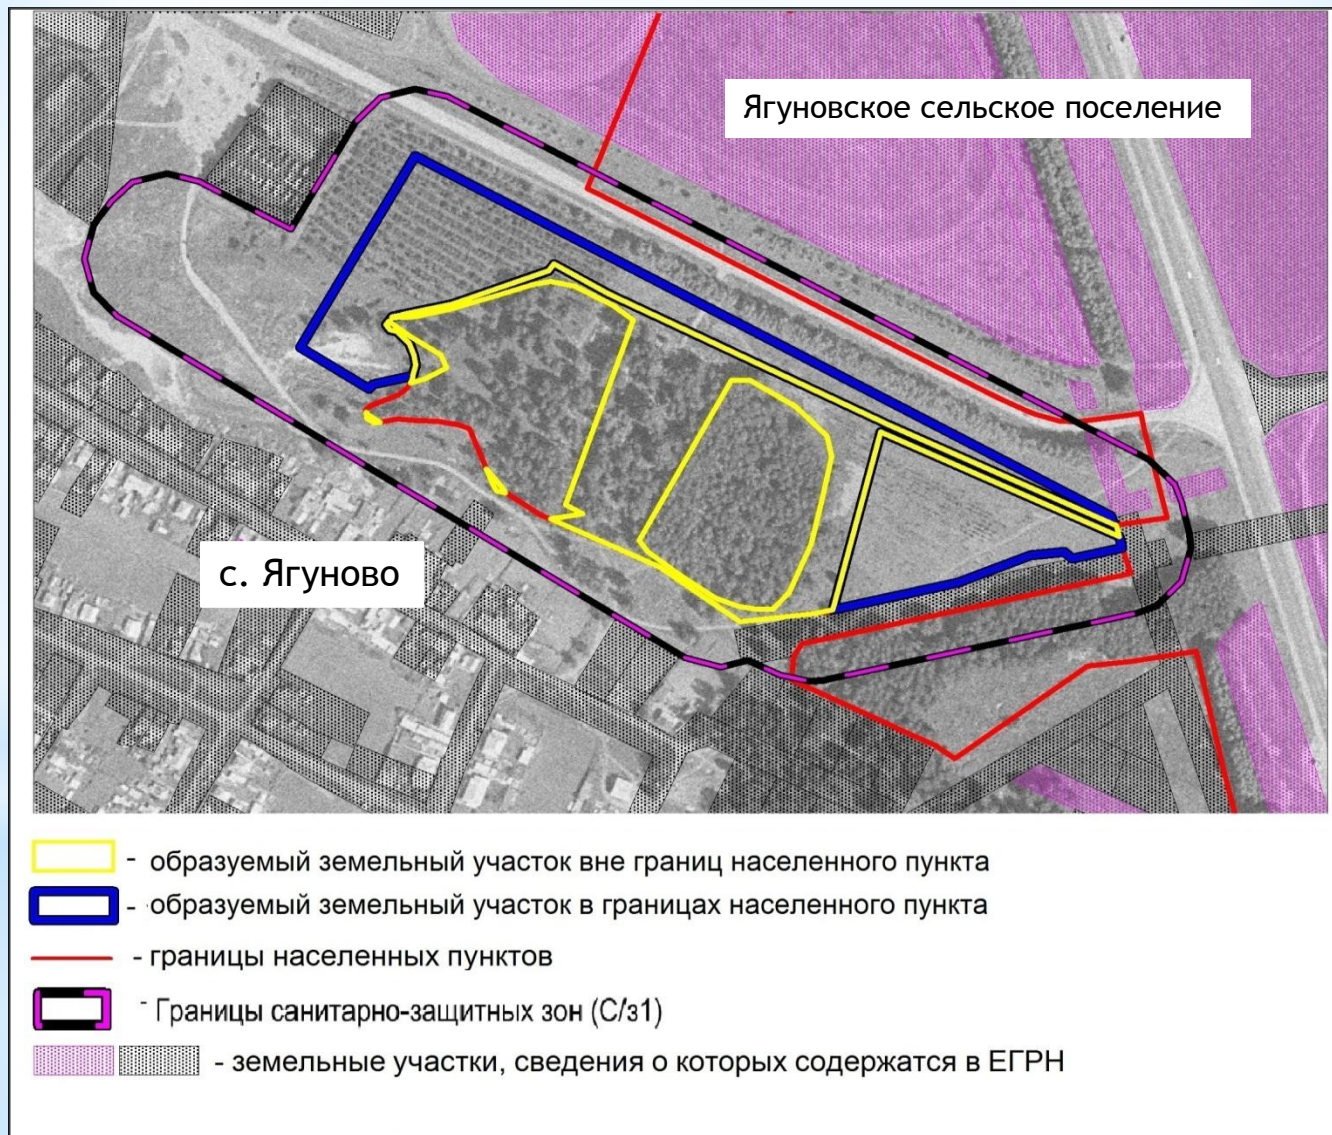 Ягуновское сельское поселение
с. Ягуново
- образуемый земельный участок вне границ населенного пункта
- образуемый земельный участок в границах населенного пункта
- границы населенных пунктов
- Границы санитарно-защитных зон (С/з1)
- земельные участки, сведения о которых содержатся в ЕГРН